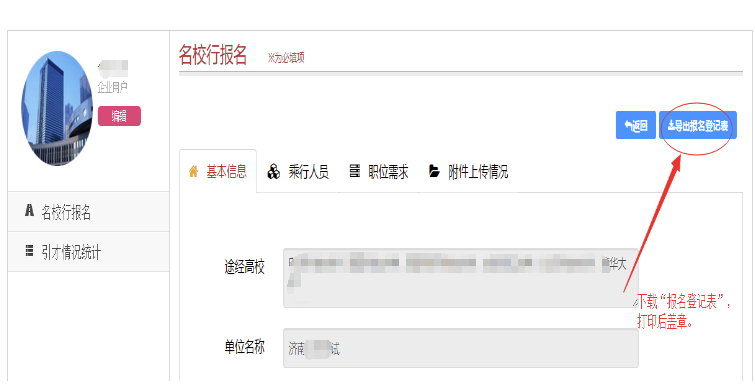 名校行报名
※为必填项
企业用户
编辑
返回
导出报名登记表
基本信息
乘行人员
职位需求
附件上传情况
名校行报名
引才情况统计
途经高校
华大
下载“报名登记表”，
打印后盖章。
单位名称
济南
试